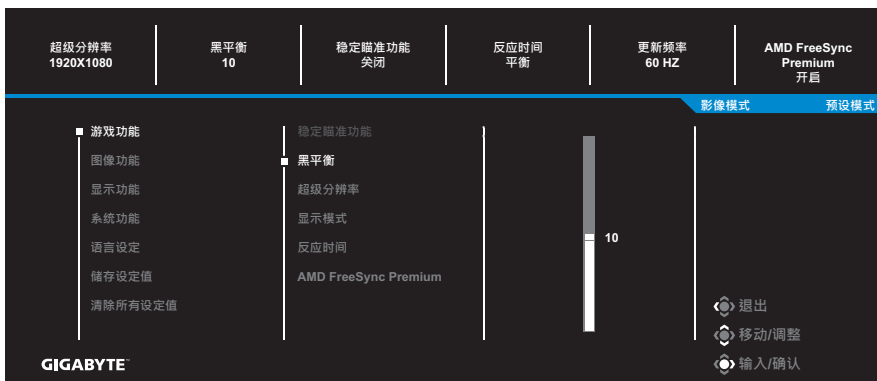 超级分辨率
1920X1080
黑平衡
10
稳定瞄准功能
关闭
反应时间
平衡
更新频率
60 HZ
AMD FreeSync
Premium
开启
影像模式 预设模式
游戏功能
图像功能
显示功能
系统功能
语言设定
储存设定值
清除所有设定值
稳定瞄准功能
黑平衡
超级分辨率
显示模式
反应时间
AMD FreeSync Premium
10
退出
移动/调整
输入/确认
GIGABYTE™